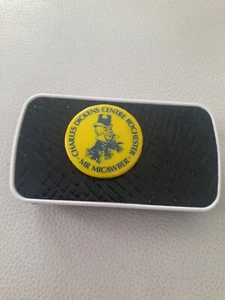 CHARLES DICKENS CENTRE ROCHESTER
- MR MICAWBER -